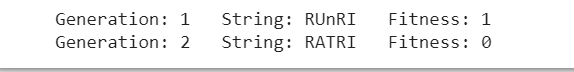 Generation: 1 String: RUnRI Fitness: 1
Generation: 2 String: RATRI Fitness: 0